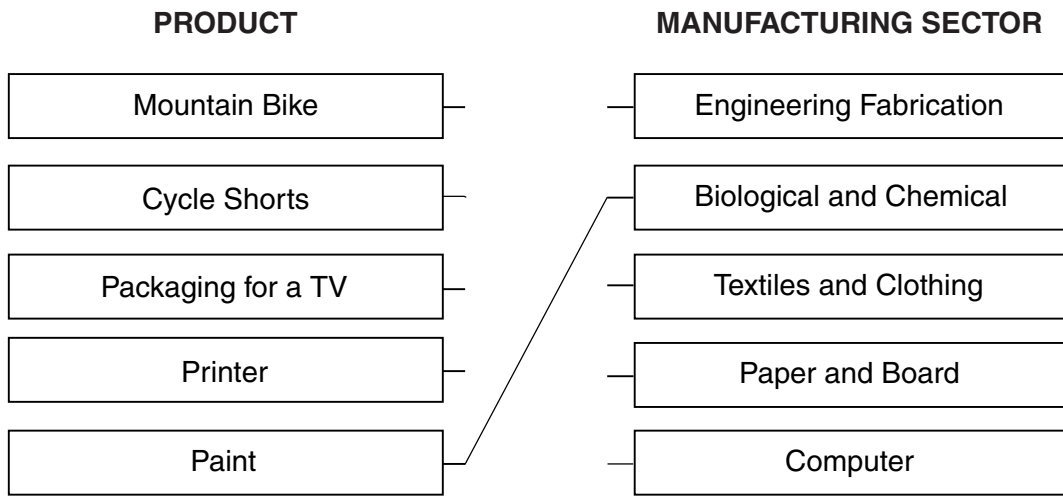 PRODUCT
MANUFACTURING SECTOR
Mountain Bike
Engineering Fabrication
Cycle Shorts
Biological and Chemical
Packaging for a TV
Textiles and Clothing
Printer
Paper and Board
Paint
Computer